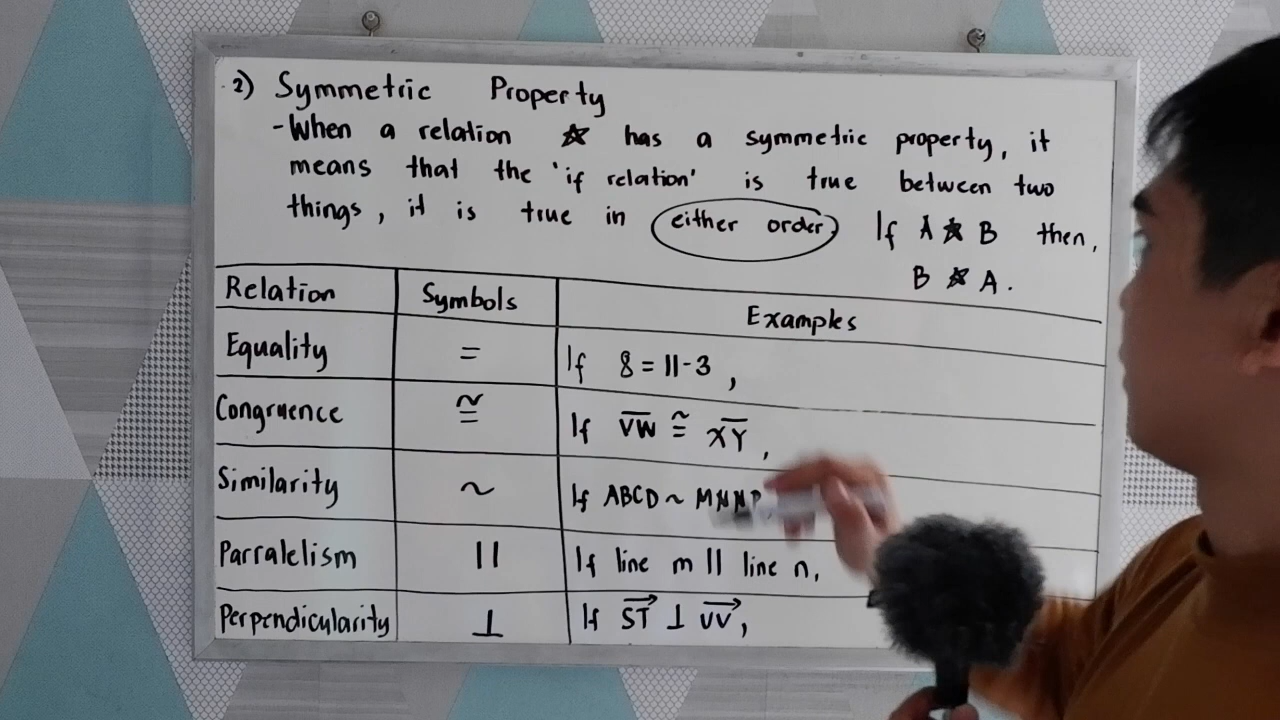 2) Symmetric Property
- When a relation ☆ has a symmetric property, it
means that the 'if relation' is true between two
things, it is true in either order) If A ☆ B then,
B ☆ A.
Relation Symbols Examples
Equality = If 8 = 11-3,
Congruence ≅ If V̅W̅ ≅ X̅Y̅,
Similarity ~ If ABCD ~
Parralelism || If line m || line n,
Perpendicularity ⊥ If ST→ ⊥ UV→,